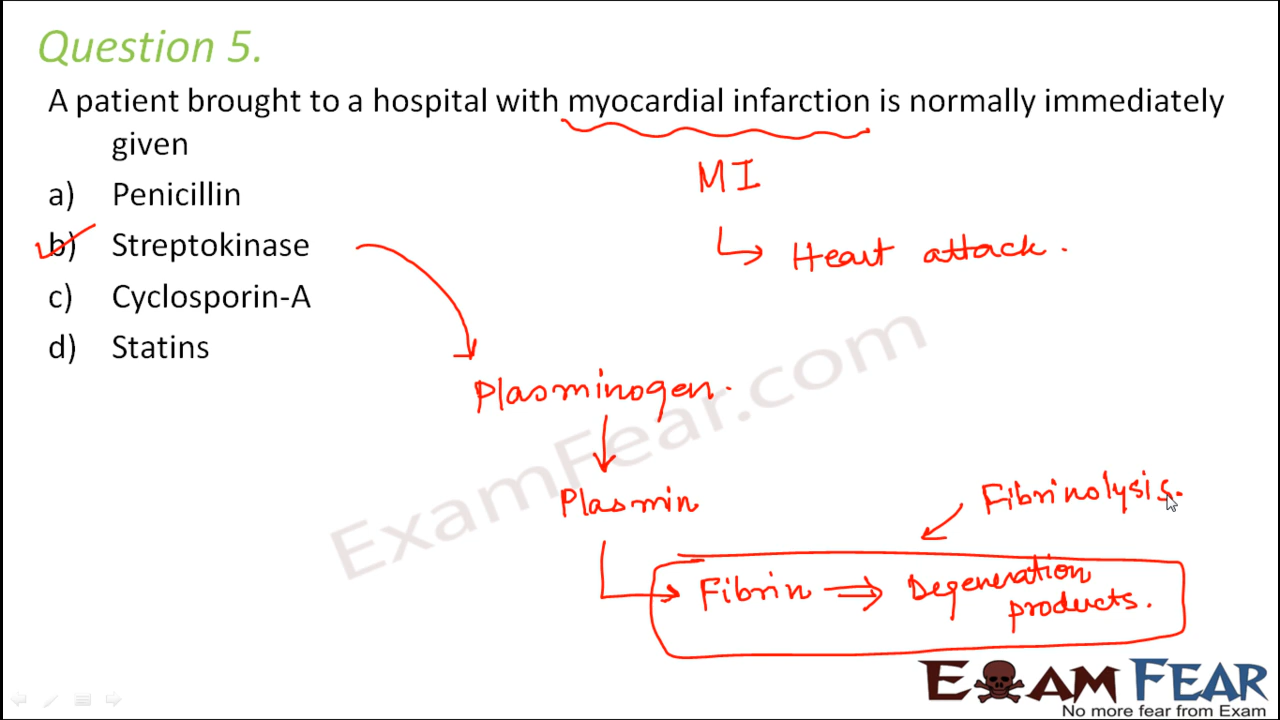 Question 5.
A patient brought to a hospital with myocardial infarction is normally immediately
given
a) Penicillin
b) Streptokinase
c) Cyclosporin-A
d) Statins
MI
Heart attack.
Plasminogen.
Plasmin
Fibrinolysis.
Fibrin ⇒ Degeneration
products.
ExamFear.com
EXAM FEAR
No more fear from Exam